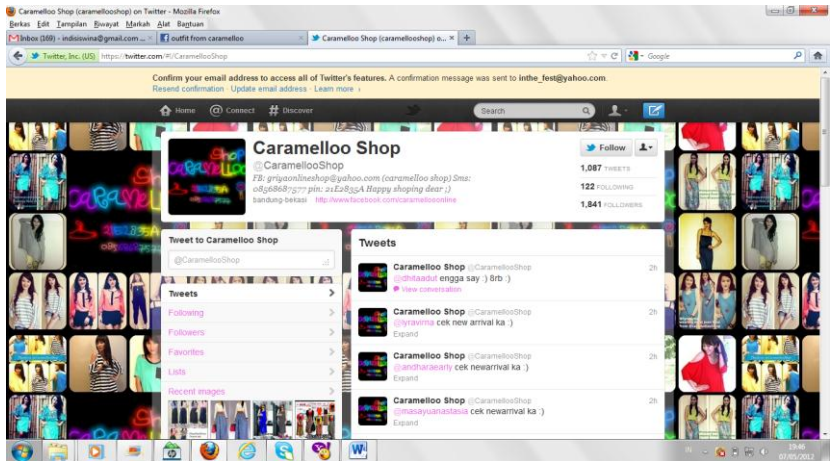 Caramelloo Shop (caramellooshop) on Twitter - Mozilla Firefox
Berkas Edit Tampilan Riwayat Markah Alat Bantuan
Inbox (169) - indisiswina@gmail.com ...
outfit from caramelloo
Caramelloo Shop (caramellooshop) o...
Twitter, Inc. (US)
https://twitter.com/#!/CaramellooShop
Google
Confirm your email address to access all of Twitter's features. A confirmation message was sent to inthe_fest@yahoo.com.
Resend confirmation · Update email address · Learn more
Home @ Connect # Discover
Search
Caramelloo Shop
@CaramellooShop
FB: griyaonlineshop@yahoo.com (caramelloo shop) Sms:
08568687577 pin: 21E2835A Happy shoping dear ;)
bandung-bekasi http://www.facebook.com/caramellooonline
Follow
1,087 TWEETS
122 FOLLOWING
1,841 FOLLOWERS
Tweet to Caramelloo Shop
@CaramellooShop
Tweets
Following
Followers
Favorites
Lists
Recent images
Tweets
Caramelloo Shop @CaramellooShop 2h
@dhitaadut engga say :) 8rb :)
View conversation
Caramelloo Shop @CaramellooShop 2h
@lyravirna cek new arrival ka :)
Expand
Caramelloo Shop @CaramellooShop 2h
@andharaearly cek newarrival ka :)
Expand
Caramelloo Shop @CaramellooShop 2h
@masayuanastasia cek newarrival ka :)
Expand
IN
19:46
07/05/2012